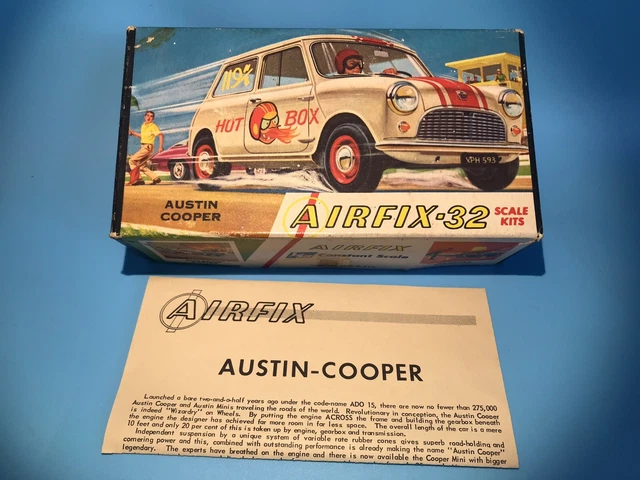 119%
HOT BOX
VPH 593
AUSTIN
COOPER
AIRFIX-32 SCALE
KITS
AIRFIX
Constant Scale
AIRFIX
AUSTIN-COOPER
Launched a bare two-and-a-half years ago under the code-name ADO 15, there are now no fewer than 275,000
Austin Cooper and Austin Minis traveling the roads of the world. Revolutionary in conception, the Austin Cooper
is indeed "Wizardry" on Wheels. By putting the engine ACROSS the frame and building the gearbox beneath
the engine the designer has achieved far more room in far less space. The overall length of the car is a mere
10 feet and only 20 per cent of this is taken up by engine, gearbox and transmission.
Independent suspension by a unique system of variable rate rubber cones gives superb road-holding and
cornering power and this, combined with outstanding performance is already making the name "Austin Cooper"
legendary. The experts have breathed on the engine and there is now available the Cooper Mini with bigger